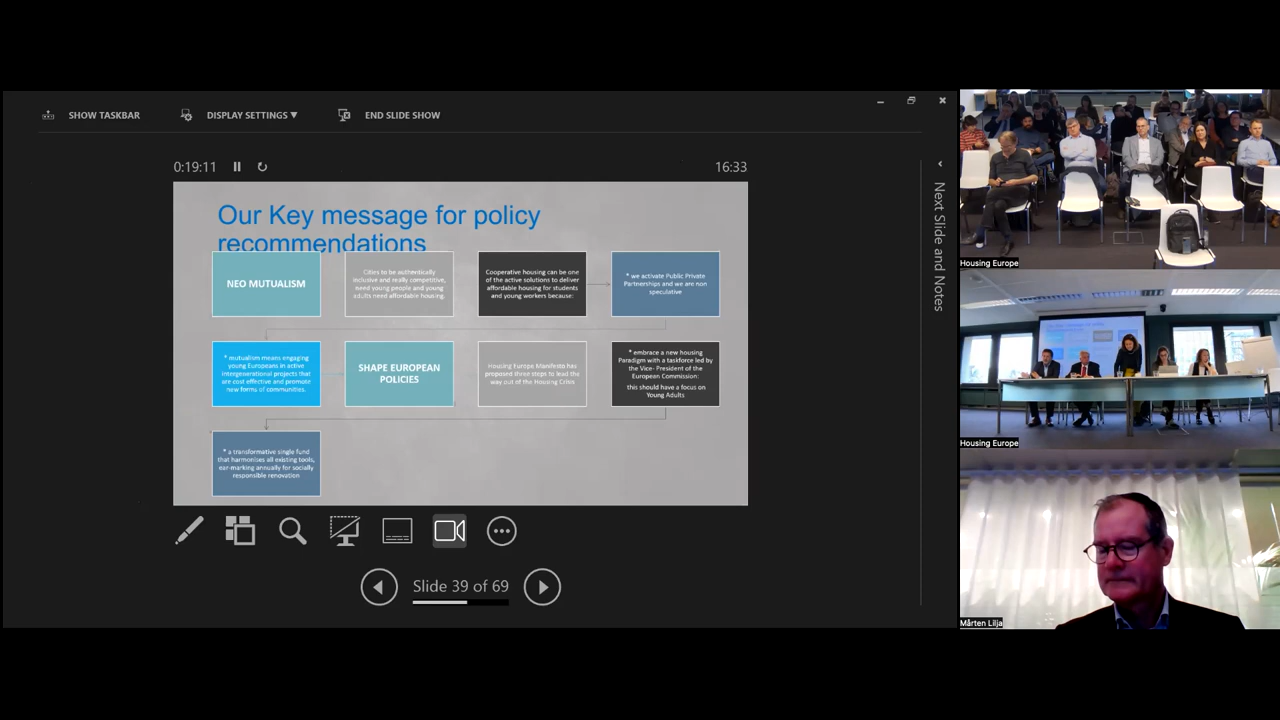 SHOW TASKBAR
DISPLAY SETTINGS ▼
END SLIDE SHOW
0:19:11
16:33
Next Slide and Notes
Our Key message for policy
recommendations
NEO MUTUALISM
Cities to be authentically
inclusive and really competitive,
need young people and young
adults need affordable housing.
Cooperative housing can be one
of the active solutions to deliver
affordable housing for students
and young workers because:
* we activate Public Private
Partnerships and we are non
speculative
* mutualism means engaging
young Europeans in active
intergenerational projects that
are cost effective and promote
new forms of communities.
SHAPE EUROPEAN
POLICIES
Housing Europe Manifesto has
proposed three steps to lead the
way out of the Housing Crisis
* embrace a new housing
Paradigm with a taskforce led by
the Vice- President of the
European Commission:
this should have a focus on
Young Adults
* a transformative single fund
that harmonises all existing tools,
ear-marking annually for socially
responsible renovation
Slide 39 of 69
Housing Europe
Housing Europe
Mårten Lilja